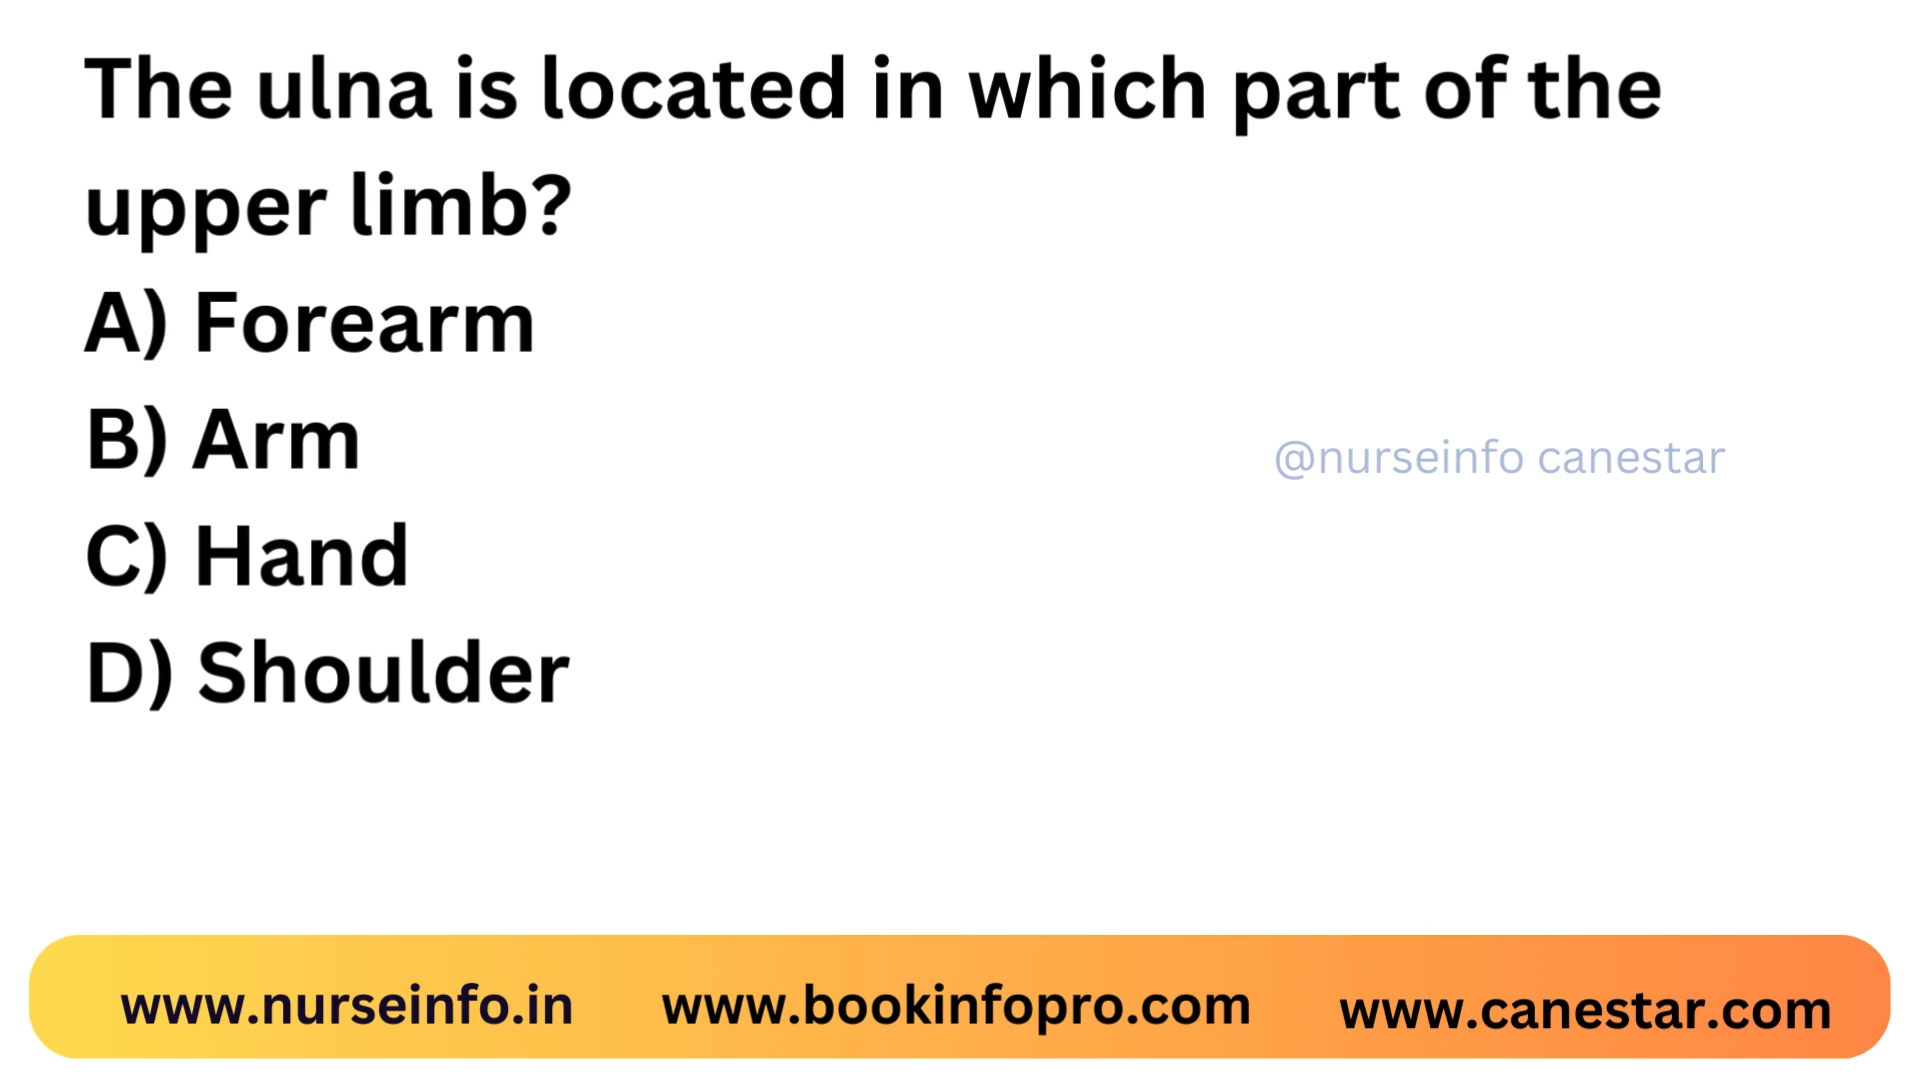 The ulna is located in which part of the
upper limb?
A) Forearm
B) Arm
@nurseinfo canestar
C) Hand
D) Shoulder
www.nurseinfo.in www.bookinfopro.com www.canestar.com